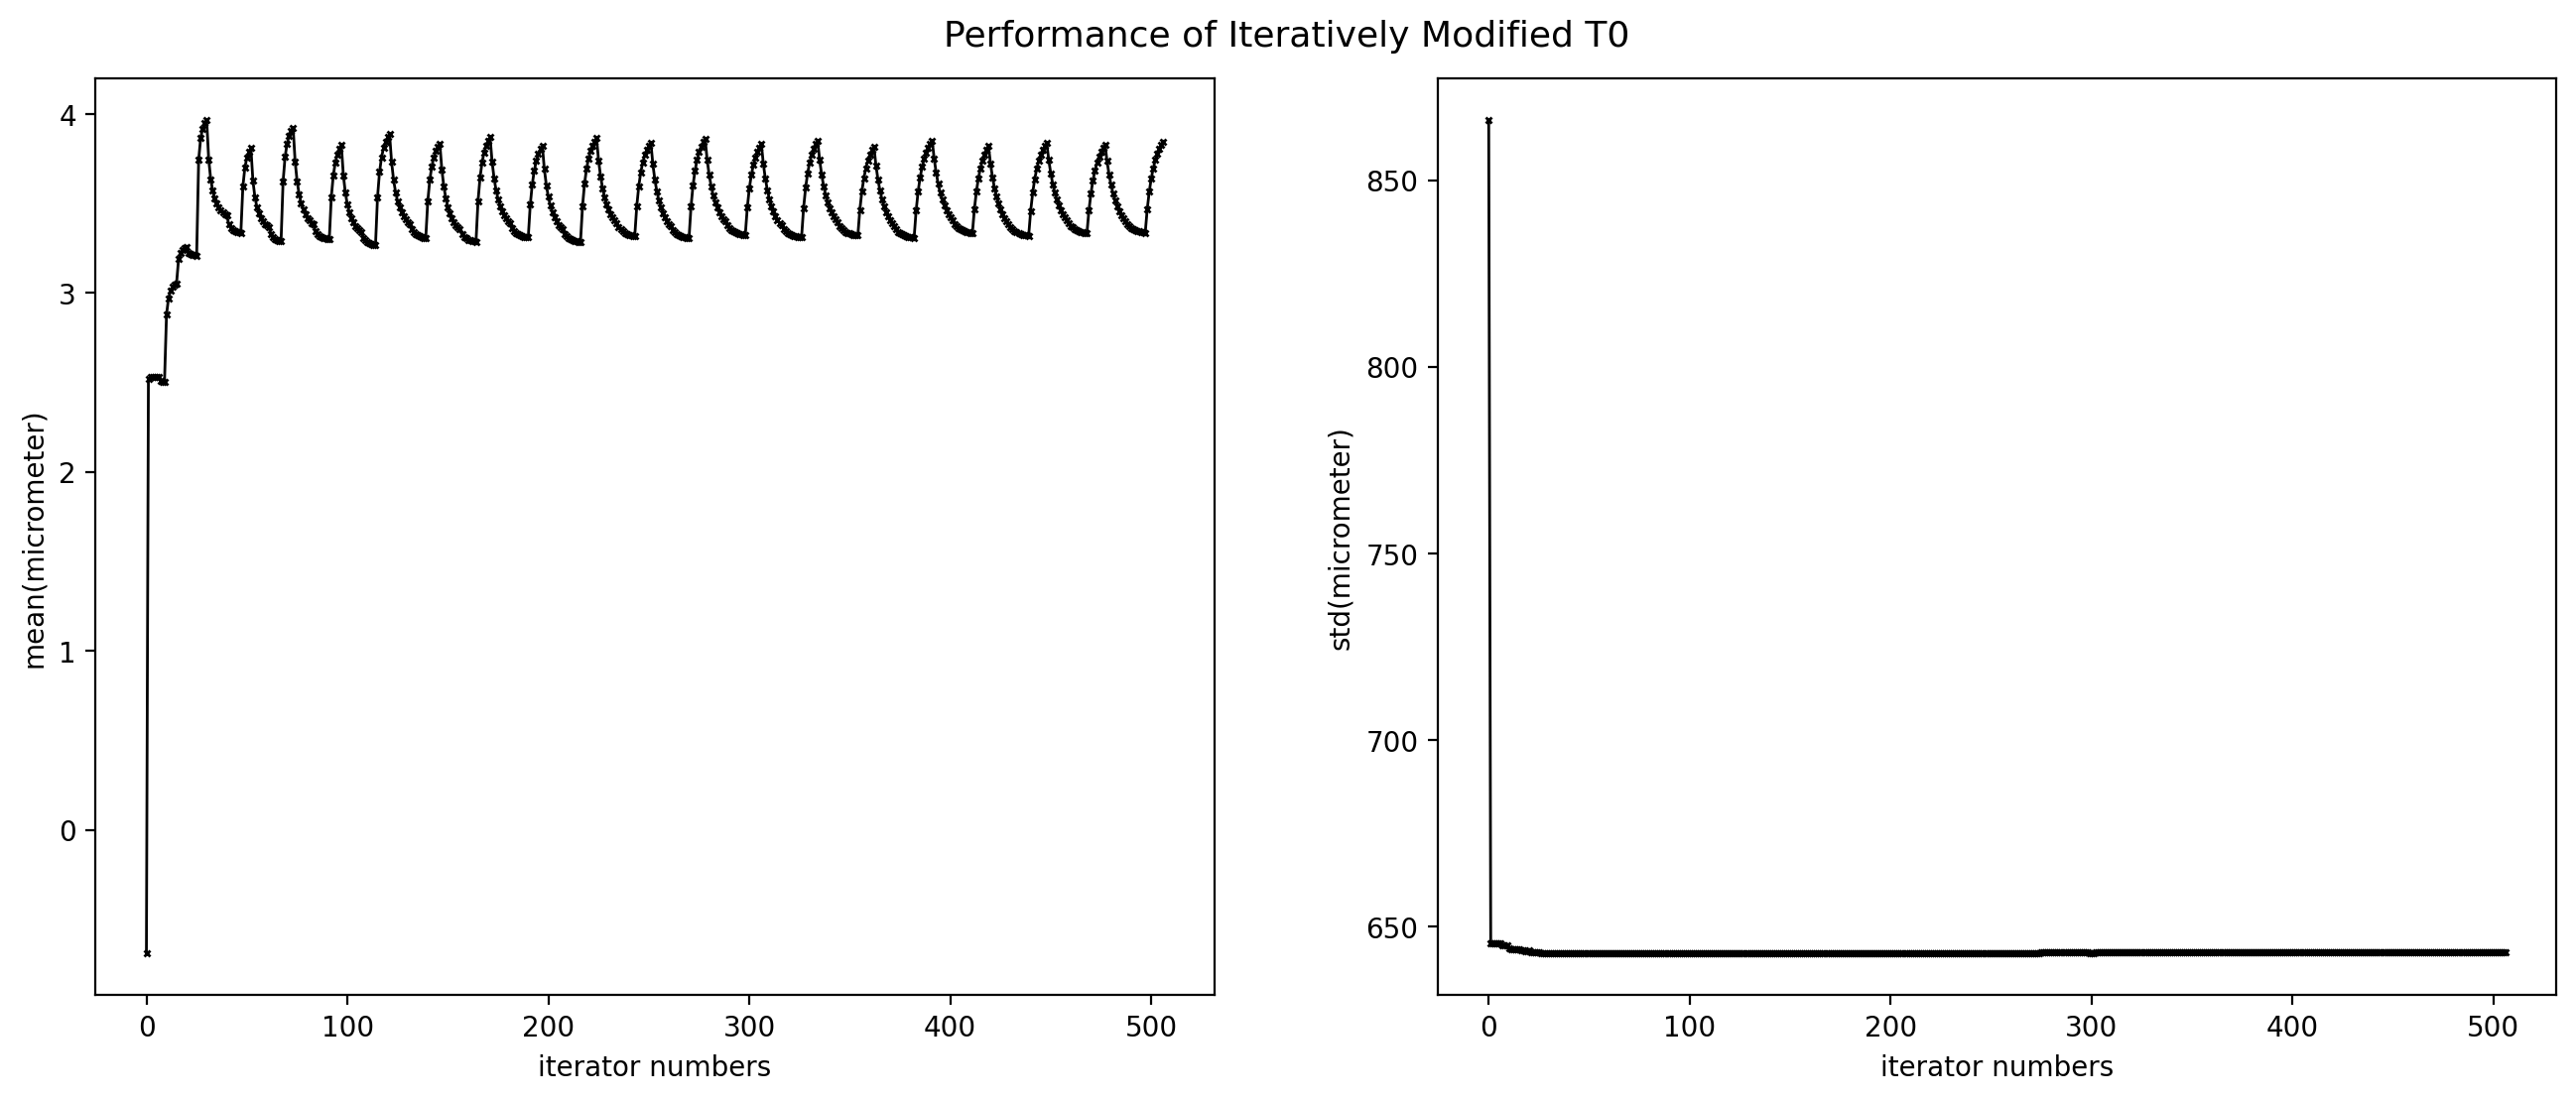 Performance of Iteratively Modified T0
mean(micrometer)
4
3
2
1
0
0 100 200 300 400 500
iterator numbers
std(micrometer)
850
800
750
700
650
0 100 200 300 400 500
iterator numbers